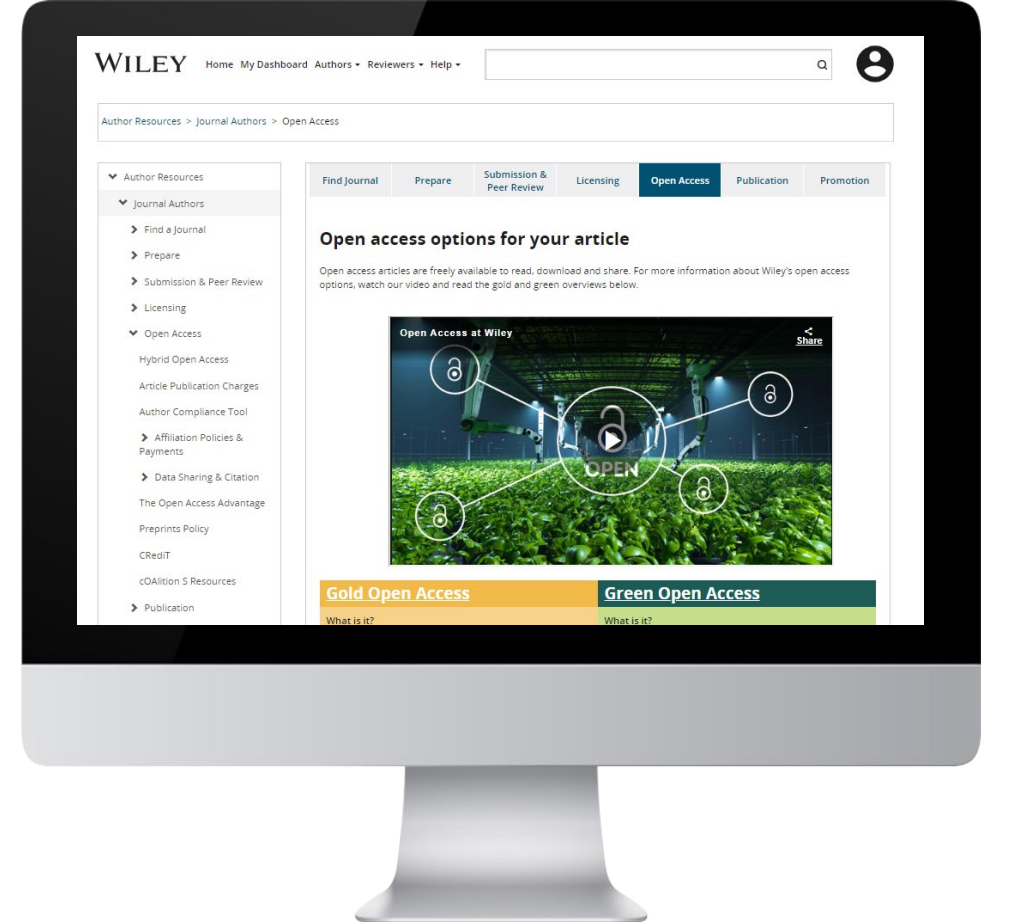 WILEY
Home My Dashboard Authors Reviewers Help
Author Resources > Journal Authors > Open Access
Author Resources
Journal Authors
Find a Journal
Prepare
Submission & Peer Review
Licensing
Open Access
Hybrid Open Access
Article Publication Charges
Author Compliance Tool
Affiliation Policies &
Payments
Data Sharing & Citation
The Open Access Advantage
Preprints Policy
CRediT
cOAlition S Resources
Publication
Find Journal
Prepare
Submission &
Peer Review
Licensing
Open Access
Publication
Promotion
Open access options for your article
Open access articles are freely available to read, download and share. For more information about Wiley's open access
options, watch our video and read the gold and green overviews below.
Open Access at Wiley
Share
OPEN
Gold Open Access
What is it?
Green Open Access
What is it?